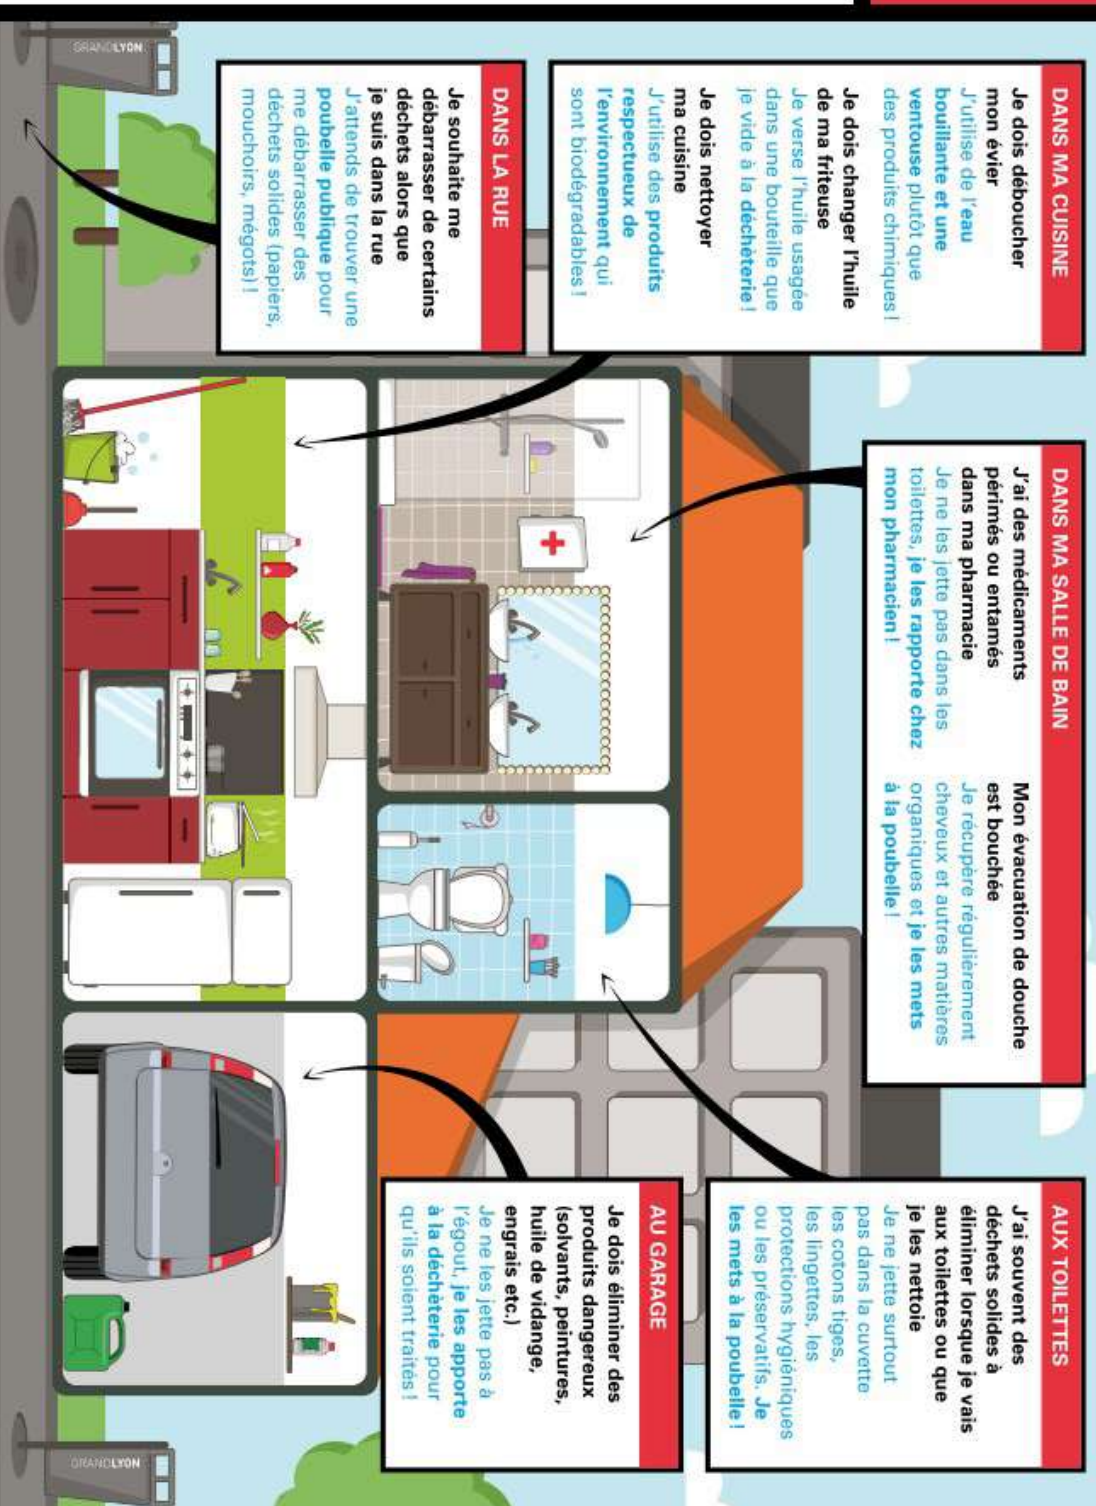 DANS MA CUISINE
Je dois déboucher
mon évier
J'utilise de l'eau
bouillante et une
ventouse plutôt que
des produits chimiques !
Je dois changer l'huile
de ma friteuse
Je verse l'huile usagée
dans une bouteille que
je vide à la déchèterie !
Je dois nettoyer
ma cuisine
J'utilise des produits
respectueux de
l'environnement qui
sont biodégradables !
DANS MA SALLE DE BAIN
J'ai des médicaments
périmés ou entamés
dans ma pharmacie
Je ne les jette pas dans les
toilettes, je les rapporte chez
mon pharmacien !
Mon évacuation de douche
est bouchée
Je récupère régulièrement
cheveux et autres matières
organiques et je les mets
à la poubelle !
AUX TOILETTES
J'ai souvent des
déchets solides à
éliminer lorsque je vais
aux toilettes ou que
je les nettoie
Je ne jette surtout
pas dans la cuvette
les cotons tiges,
les lingettes, les
protections hygiéniques
ou les préservatifs. Je
les mets à la poubelle !
DANS LA RUE
Je souhaite me
débarrasser de certains
déchets alors que
je suis dans la rue
J'attends de trouver une
poubelle publique pour
me débarrasser des
déchets solides (papiers,
mouchoirs, mégots) !
AU GARAGE
Je dois éliminer des
produits dangereux
(solvants, peintures,
huile de vidange,
engrais etc.)
Je ne les jette pas à
l'égout, je les apporte
à la déchèterie pour
qu'ils soient traités !
GRANDLYON
GRANDLYON